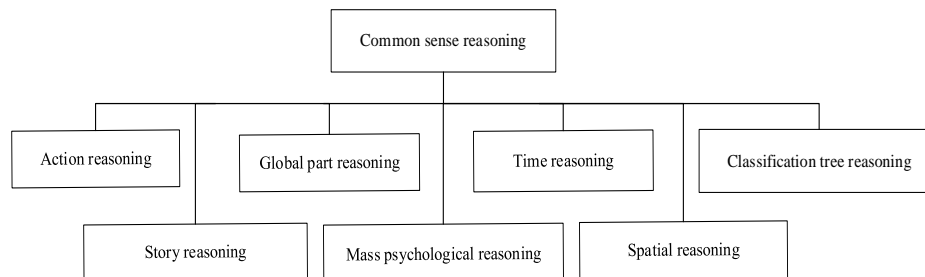 Common sense reasoning
Action reasoning
Global part reasoning
Time reasoning
Classification tree reasoning
Story reasoning
Mass psychological reasoning
Spatial reasoning